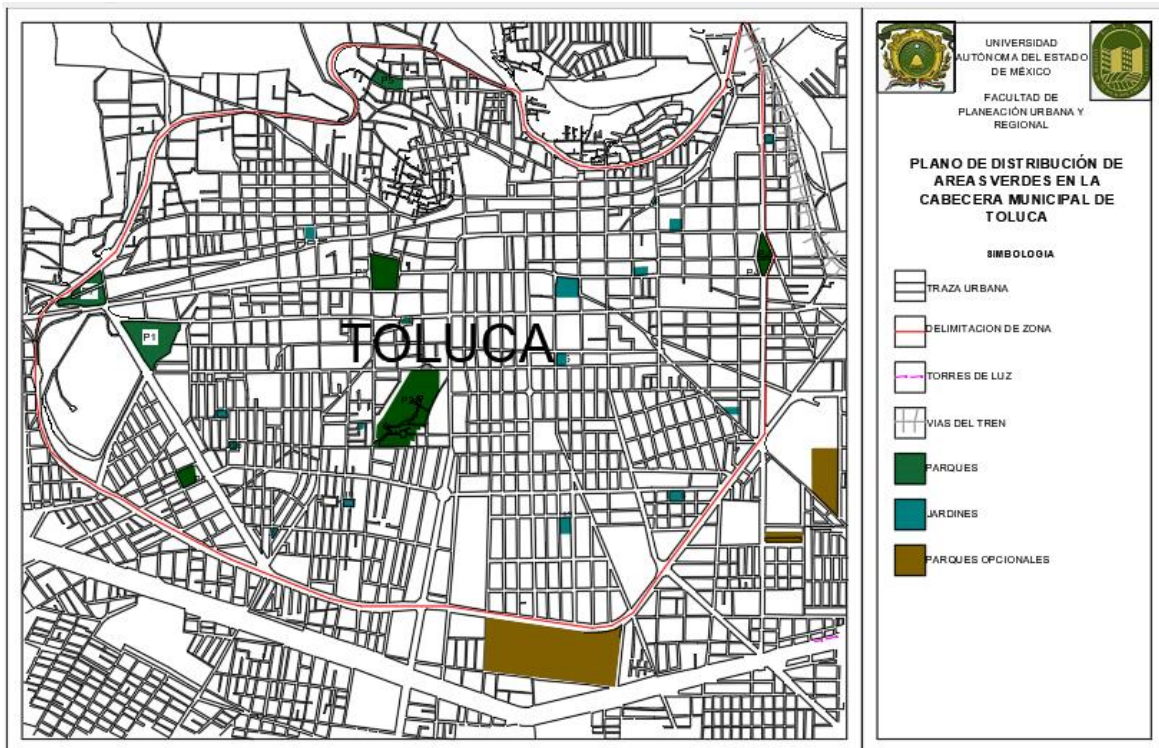 TOLUCA
P1
UNIVERSIDAD
AUTÓNOMA DEL ESTADO
DE MÉXICO
FACULTAD DE
PLANEACIÓN URBANA Y
REGIONAL
PLANO DE DISTRIBUCIÓN DE
AREAS VERDES EN LA
CABECERA MUNICIPAL DE
TOLUCA
SIMBOLOGIA
TRAZA URBANA
DELIMITACION DE ZONA
TORRES DE LUZ
VIAS DEL TREN
PARQUES
JARDINES
PARQUES OPCIONALES